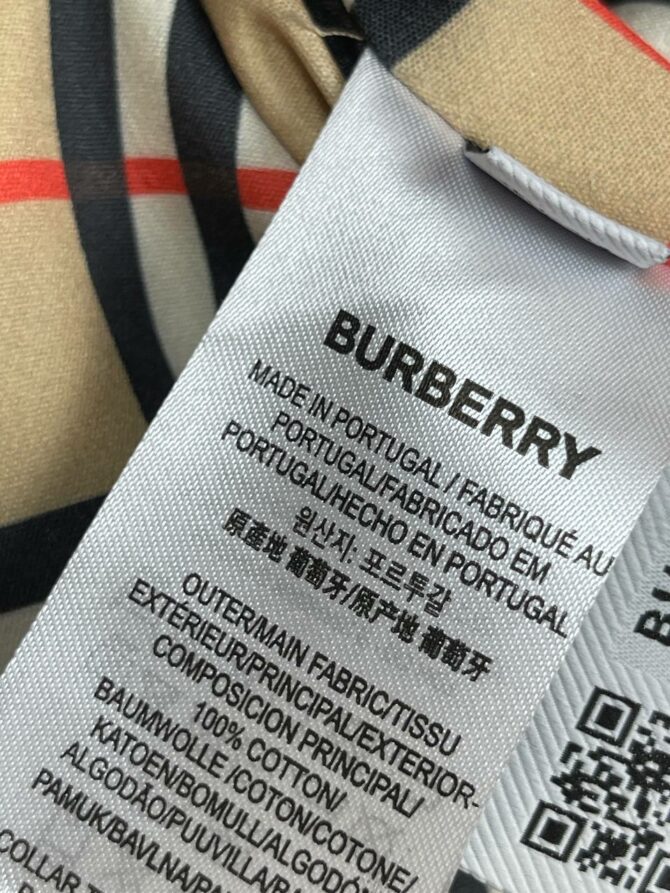 BURBERRY
MADE IN PORTUGAL / FABRIQUÉ AU
PORTUGAL/FABRICADO EM
PORTUGAL/HECHO EN PORTUGAL
원산지: 포르투갈
原產地 葡萄牙/原产地 葡萄牙
OUTER/MAIN FABRIC/TISSU
EXTÉRIEUR/PRINCIPAL/EXTERIOR-
COMPOSICION PRINCIPAL/
100% COTTON/
BAUMWOLLE /COTON/COTONE/
KATOEN/BOMULL/ALGODÓN/
ALGODÃO/PUUVILLA/
PAMUK/BAVLNA/
COLLAR
BU